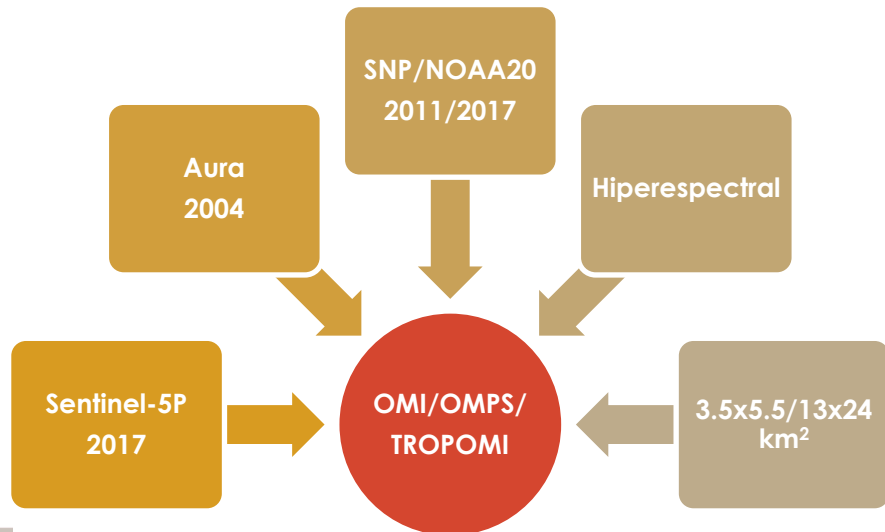 SNP/NOAA20
2011/2017
Aura
2004
Hiperespectral
Sentinel-5P
2017
OMI/OMPS/
TROPOMI
3.5x5.5/13x24
km²